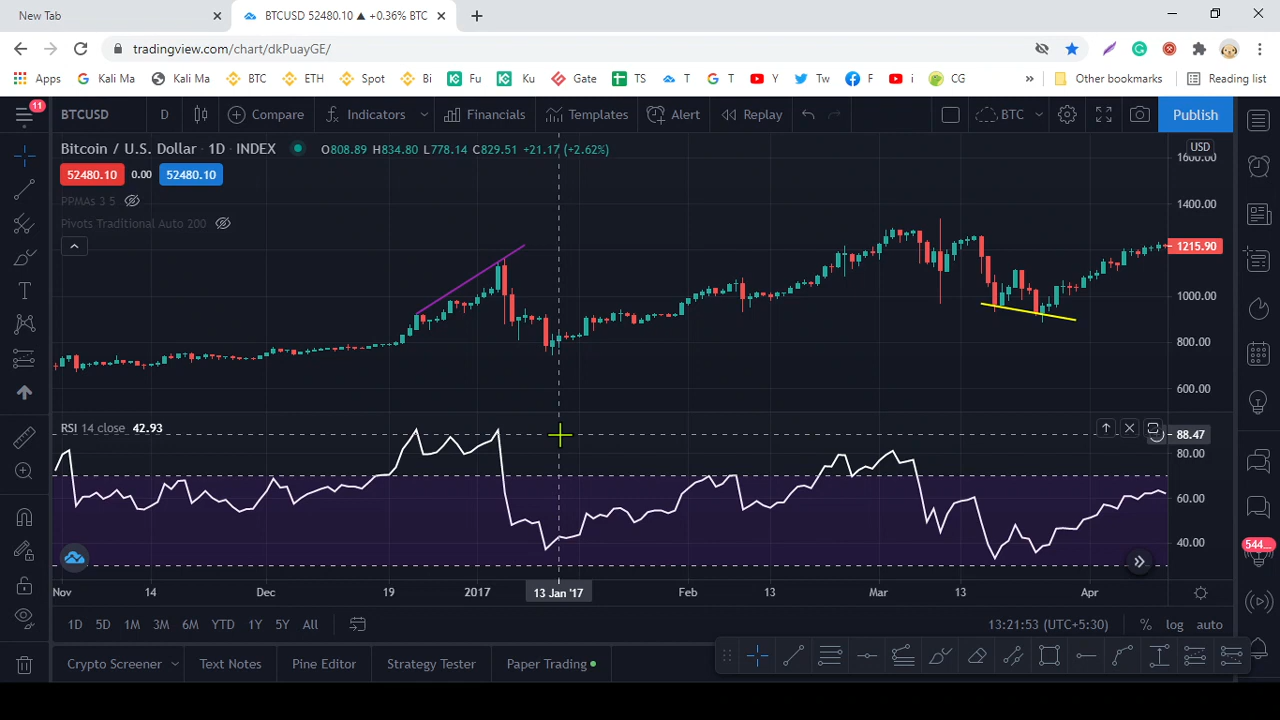 New Tab
BTCUSD 52480.10 ▲ +0.36% BTC
tradingview.com/chart/dkPuayGE/
Apps Kali Ma Kali Ma BTC ETH Spot Bi Fu Ku Gate TS T T Y Tw F i CG » Other bookmarks Reading list
11
BTCUSD D Compare Indicators Financials Templates Alert Replay BTC Publish
Bitcoin / U.S. Dollar · 1D · INDEX O808.89 H834.80 L778.14 C829.51 +21.17 (+2.62%)
USD
1600.00
52480.10 0.00 52480.10
PPMAs 3 5
1400.00
Pivots Traditional Auto 200
1215.90
1000.00
800.00
600.00
RSI 14 close 42.93
88.47
80.00
60.00
40.00
544...
Nov 14 Dec 19 2017 13 Jan '17 Feb 13 Mar 13 Apr
1D 5D 1M 3M 6M YTD 1Y 5Y All 13:21:53 (UTC+5:30) % log auto
Crypto Screener Text Notes Pine Editor Strategy Tester Paper Trading